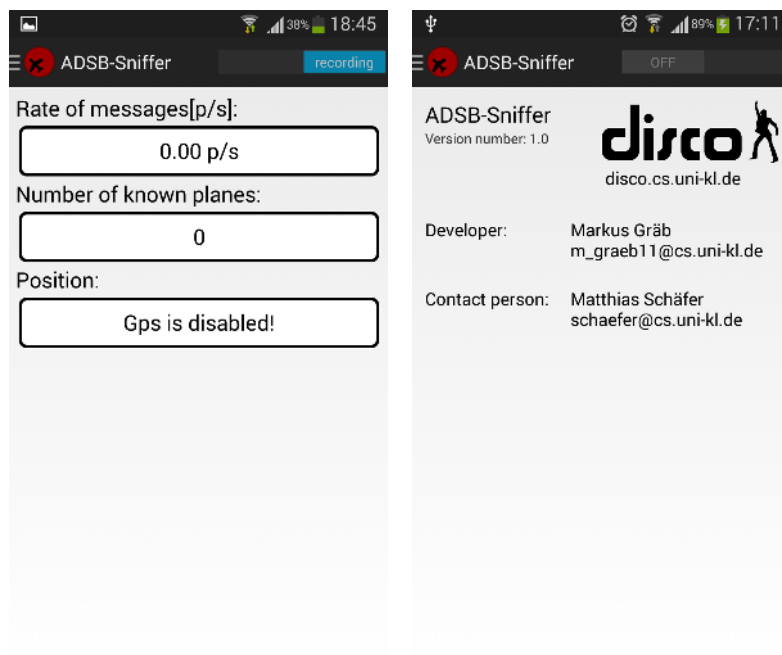 38% 18:45
ADSB-Sniffer recording
Rate of messages[p/s]:
0.00 p/s
Number of known planes:
0
Position:
Gps is disabled!
89% 17:11
ADSB-Sniffer OFF
ADSB-Sniffer
Version number: 1.0
disco
disco.cs.uni-kl.de
Developer: Markus Gräb
m_graeb11@cs.uni-kl.de
Contact person: Matthias Schäfer
schaefer@cs.uni-kl.de